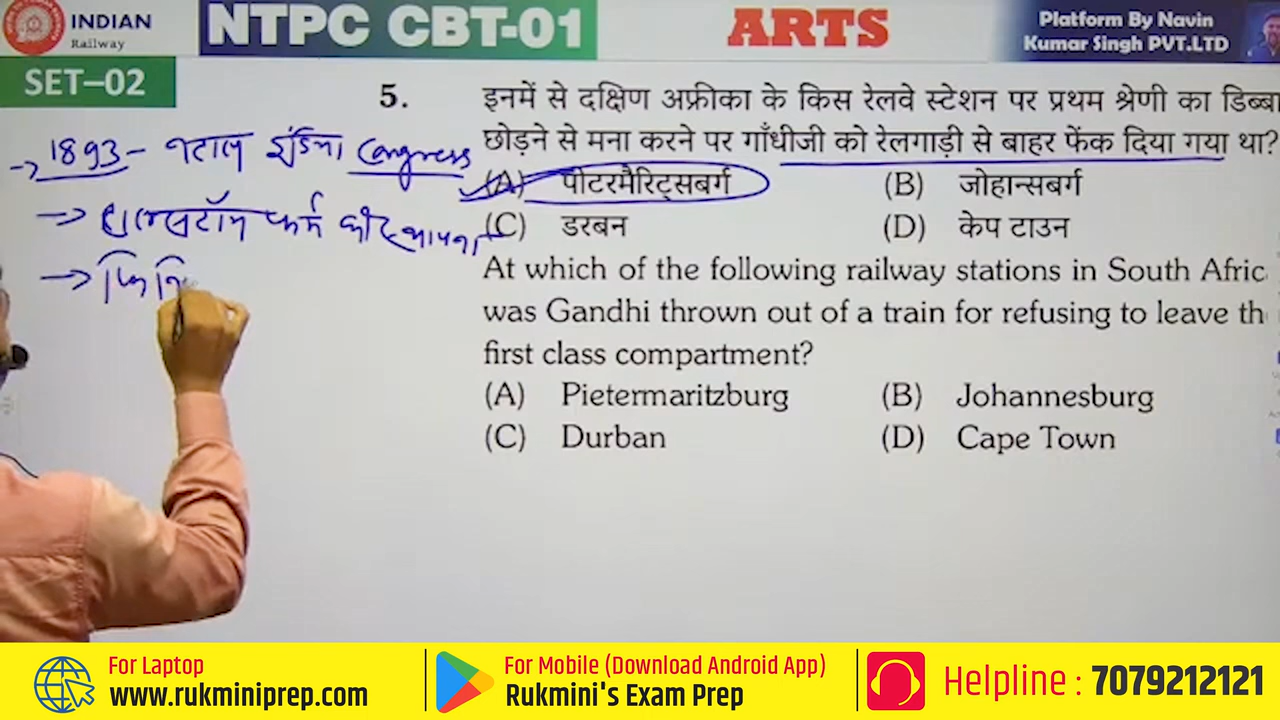 INDIAN
Railway
NTPC CBT-01
ARTS
Platform By Navin
Kumar Singh PVT.LTD
SET-02
5. इनमें से दक्षिण अफ्रीका के किस रेलवे स्टेशन पर प्रथम श्रेणी का डिब्बा
छोड़ने से मना करने पर गाँधीजी को रेलगाड़ी से बाहर फेंक दिया गया था?
(A) पीटरमैरिट्सबर्ग (B) जोहान्सबर्ग
(C) डरबन (D) केप टाउन
At which of the following railway stations in South Afric
was Gandhi thrown out of a train for refusing to leave th
first class compartment?
(A) Pietermaritzburg (B) Johannesburg
(C) Durban (D) Cape Town
→ 1893 - नटाल इंडिया Congress
→ टालस्टॉय फर्म की स्थापना
→ फिनि
For Laptop
www.rukminiprep.com
For Mobile (Download Android App)
Rukmini's Exam Prep
Helpline : 7079212121